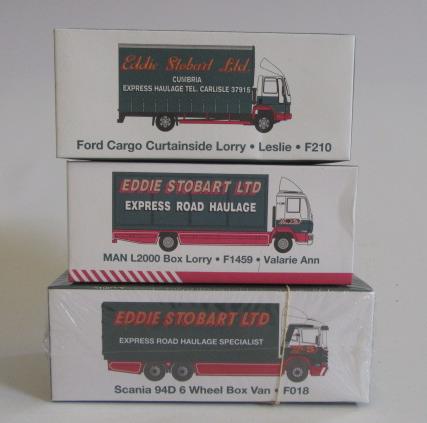 Eddie Stobart Ltd.
CUMBRIA
EXPRESS HAULAGE TEL. CARLISLE 37915
Ford Cargo Curtainside Lorry • Leslie • F210
EDDIE STOBART LTD
EXPRESS ROAD HAULAGE
MAN L2000 Box Lorry • F1459 • Valarie Ann
EDDIE STOBART LTD
EXPRESS ROAD HAULAGE SPECIALIST
Scania 94D 6 Wheel Box Van • F018